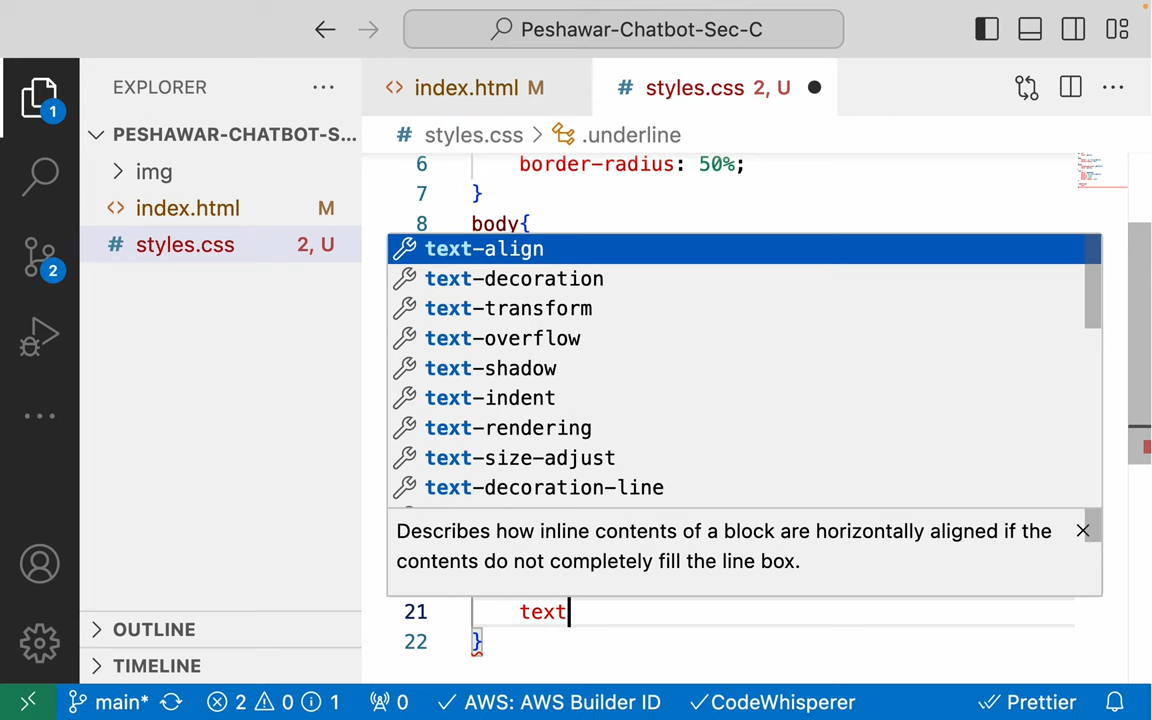 Peshawar-Chatbot-Sec-C
EXPLORER
PESHAWAR-CHATBOT-S...
img
<> index.html M
# styles.css 2, U
OUTLINE
TIMELINE
1
2
<> index.html M
# styles.css 2, U
# styles.css > .underline
6 border-radius: 50%;
7 }
8 body{
text-align
text-decoration
text-transform
text-overflow
text-shadow
text-indent
text-rendering
text-size-adjust
text-decoration-line
Describes how inline contents of a block are horizontally aligned if the
contents do not completely fill the line box.
21 text
22 }
main* 2 0 1 0 AWS: AWS Builder ID CodeWhisperer Prettier